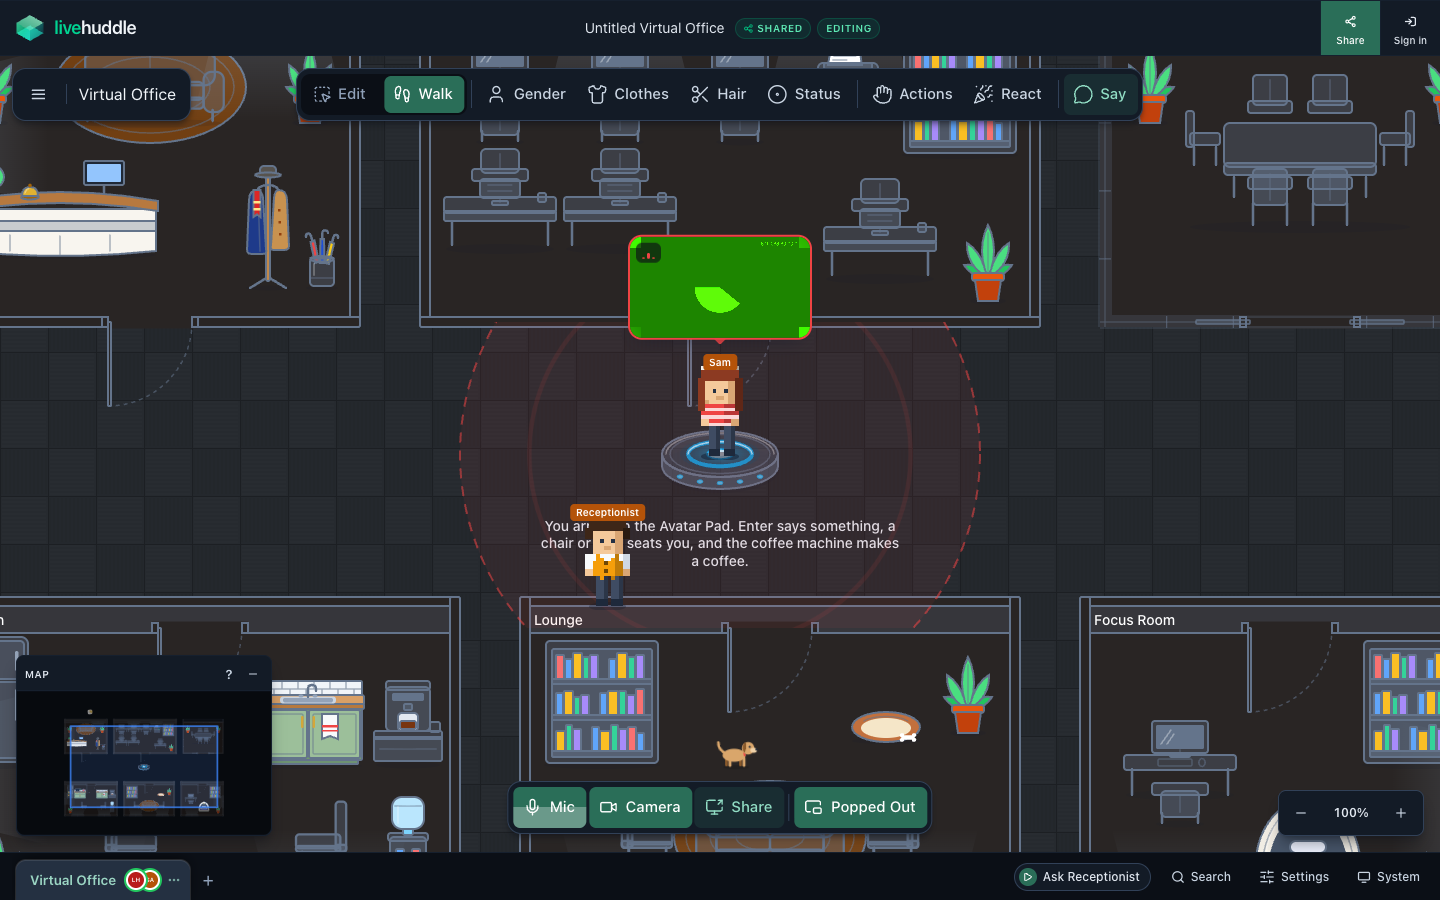 livehuddle
Untitled Virtual Office
SHARED
EDITING
Share
Sign in
Virtual Office
Edit
Walk
Gender
Clothes
Hair
Status
Actions
React
Say
Sam
Receptionist
the Avatar Pad. Enter says something, a
chair or seats you, and the coffee machine makes
a coffee.
Lounge
Focus Room
MAP
?
Mic
Camera
Share
Popped Out
100%
Virtual Office
LH
Ask Receptionist
Search
Settings
System